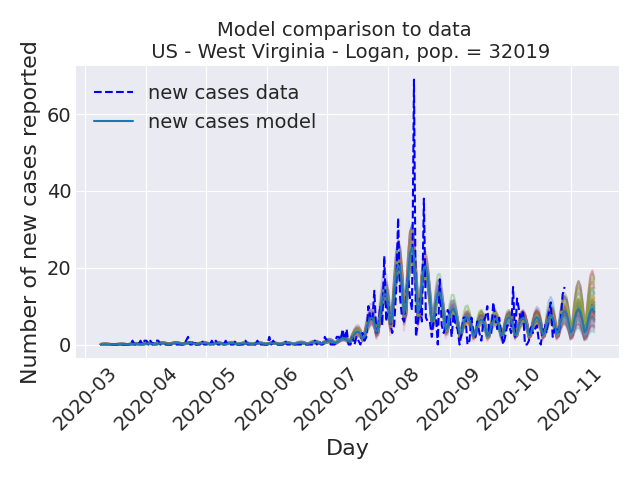 Model comparison to data
US - West Virginia - Logan, pop. = 32019
Number of new cases reported
new cases data
new cases model
60
40
20
0
2020-03
2020-04
2020-05
2020-06
2020-07
2020-08
2020-09
2020-10
2020-11
Day